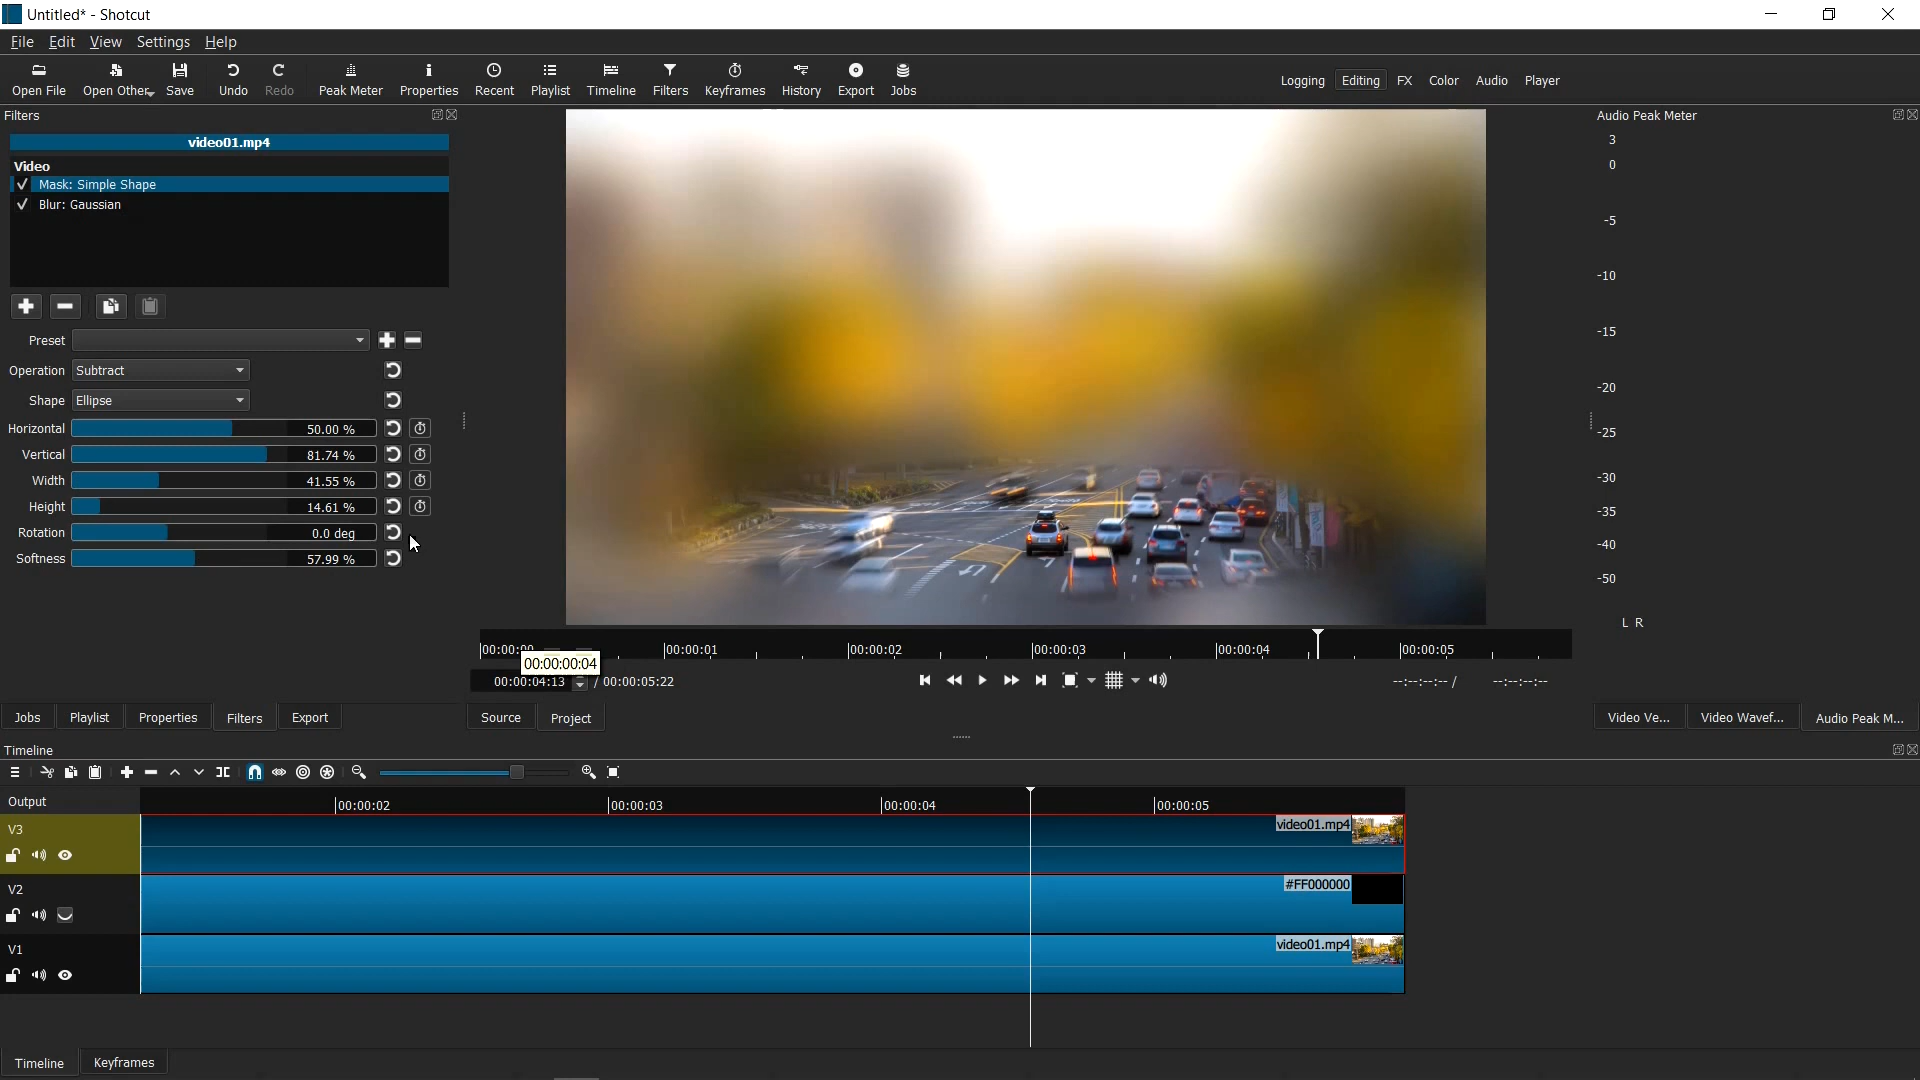 Untitled* - Shotcut
File Edit View Settings Help
Open File Open Other Save Undo Redo Peak Meter Properties Recent Playlist Timeline Filters Keyframes History Export Jobs
Logging Editing FX Color Audio Player
Filters
video01.mp4
Video
Mask: Simple Shape
Blur: Gaussian
Preset
Operation Subtract
Shape Ellipse
Horizontal 50.00 %
Vertical 81.74 %
Width 41.55 %
Height 14.61 %
Rotation 0.0 deg
Softness 57.99 %
Jobs Playlist Properties Filters Export
00:00:00 00:00:01 00:00:02 00:00:03 00:00:04 00:00:05
00:00:00:04
00:00:04:13 / 00:00:05:22
--:--:--:-- / --:--:--:--
Source Project
Audio Peak Meter
3
0
-5
-10
-15
-20
-25
-30
-35
-40
-50
L R
Video Ve... Video Wavef... Audio Peak M...
Timeline
Output
00:00:02 00:00:03 00:00:04 00:00:05
V3
video01.mp4
V2
#FF000000
V1
video01.mp4
Timeline Keyframes